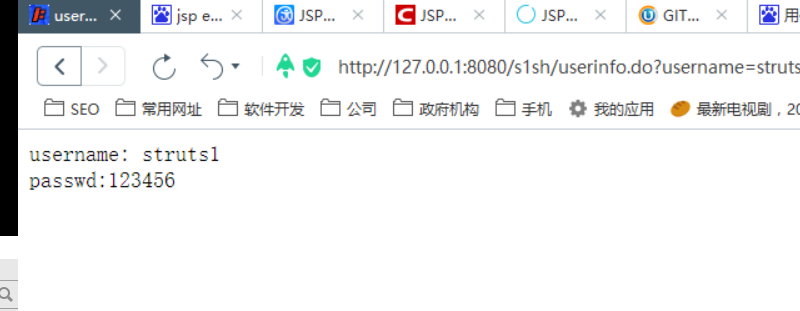 user... jsp e... JSP... JSP... JSP... GIT... 用
http://127.0.0.1:8080/s1sh/userinfo.do?username=struts
SEO 常用网址 软件开发 公司 政府机构 手机 我的应用 最新电视剧，20
username: struts1
passwd:123456